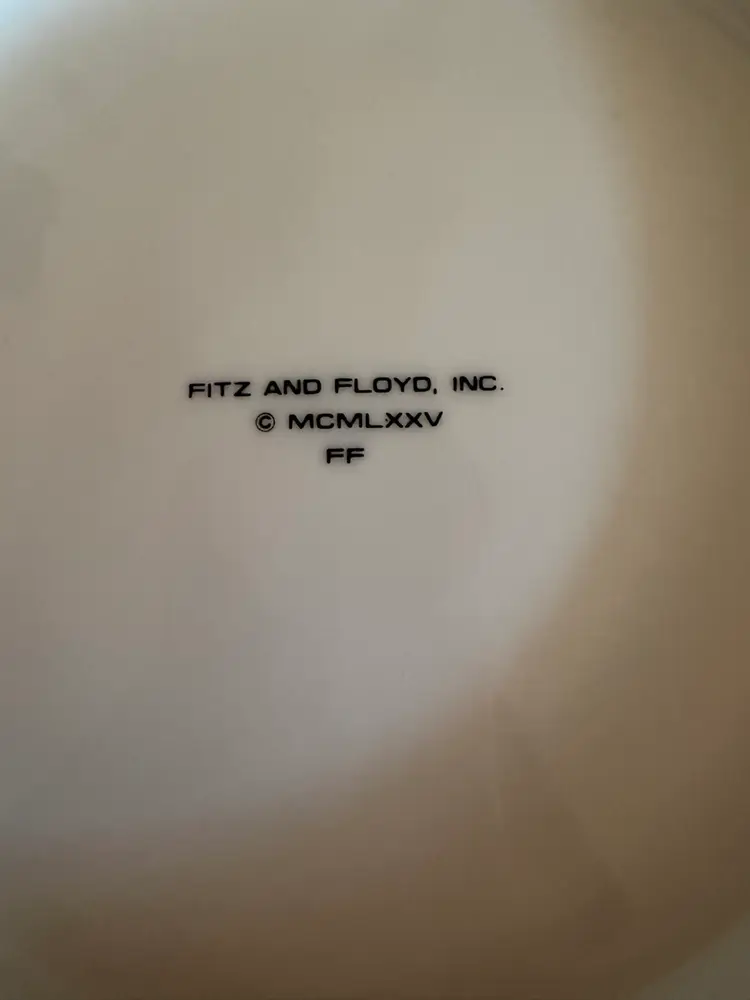 FITZ AND FLOYD, INC.
© MCMLXXV
FF